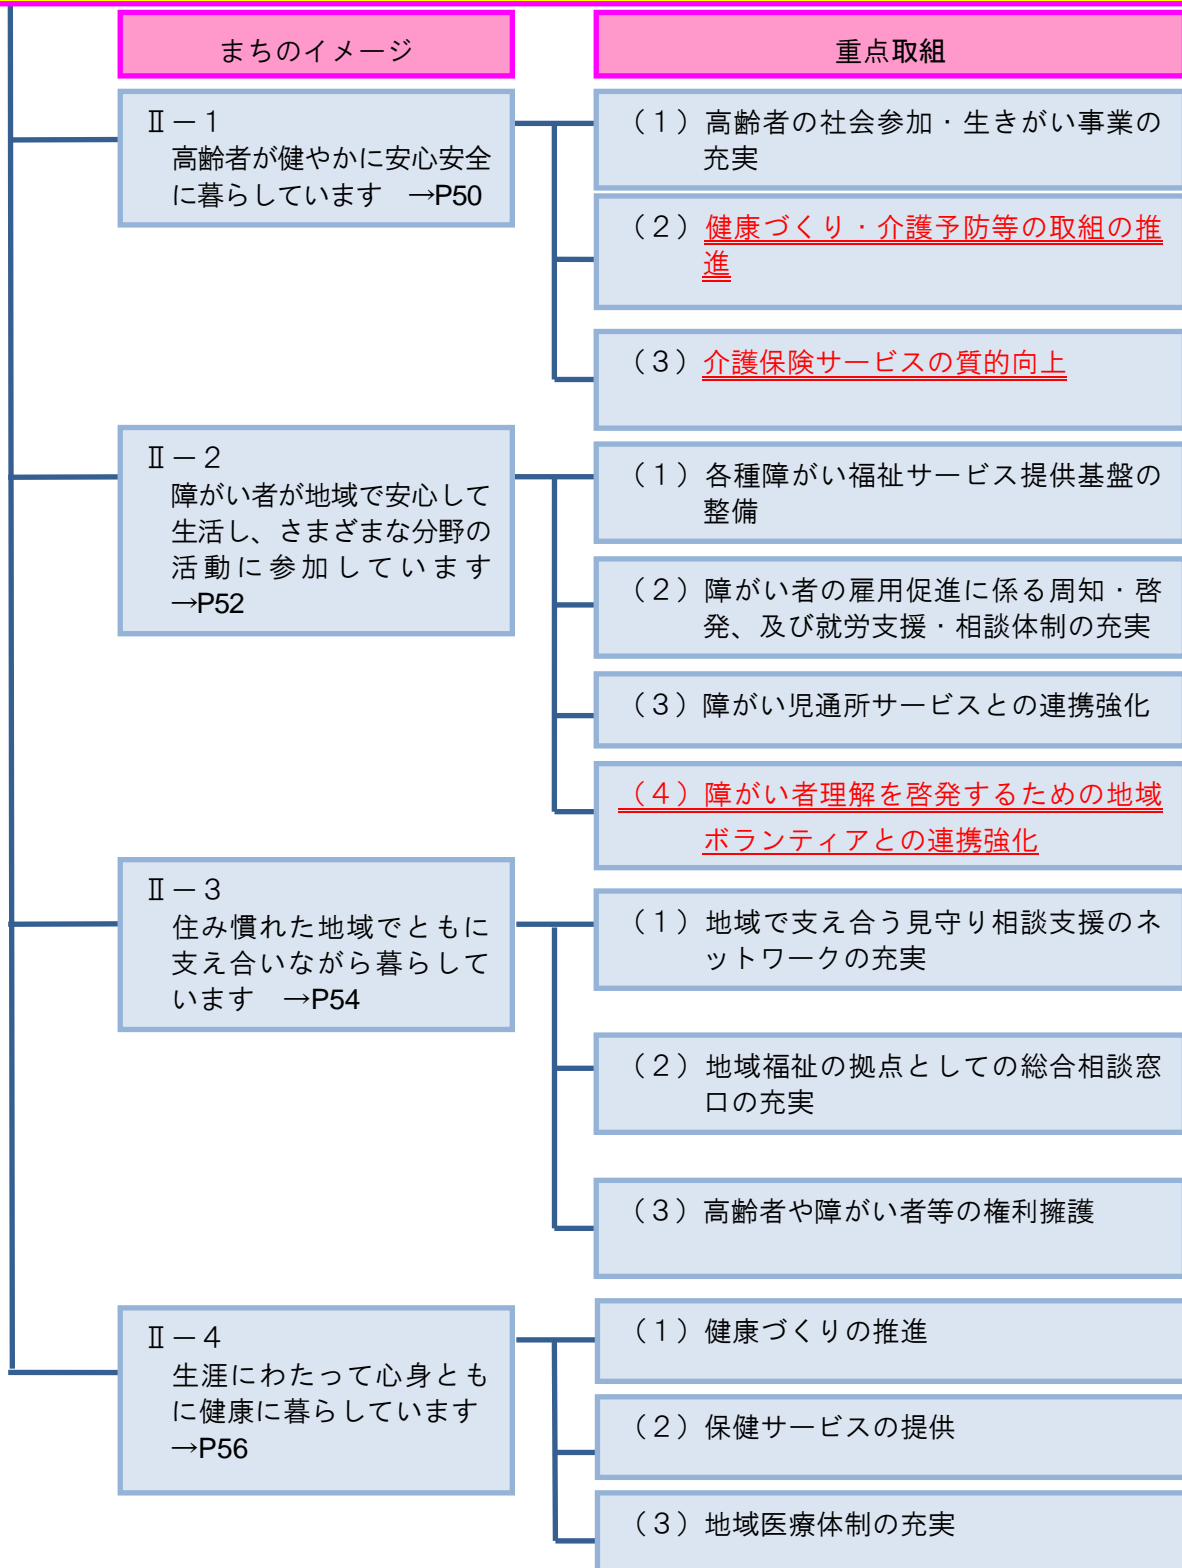 まちのイメージ
重点取組
Ⅱ－1
高齢者が健やかに安心安全
に暮らしています　→P50
（1）高齢者の社会参加・生きがい事業の
充実
（2）健康づくり・介護予防等の取組の推
進
（3）介護保険サービスの質的向上
Ⅱ－2
障がい者が地域で安心して
生活し、さまざまな分野の
活動に参加しています
→P52
（1）各種障がい福祉サービス提供基盤の
整備
（2）障がい者の雇用促進に係る周知・啓
発、及び就労支援・相談体制の充実
（3）障がい児通所サービスとの連携強化
（4）障がい者理解を啓発するための地域
ボランティアとの連携強化
Ⅱ－3
住み慣れた地域でともに
支え合いながら暮らして
います　→P54
（1）地域で支え合う見守り相談支援のネ
ットワークの充実
（2）地域福祉の拠点としての総合相談窓
口の充実
（3）高齢者や障がい者等の権利擁護
Ⅱ－4
生涯にわたって心身とも
に健康に暮らしています
→P56
（1）健康づくりの推進
（2）保健サービスの提供
（3）地域医療体制の充実